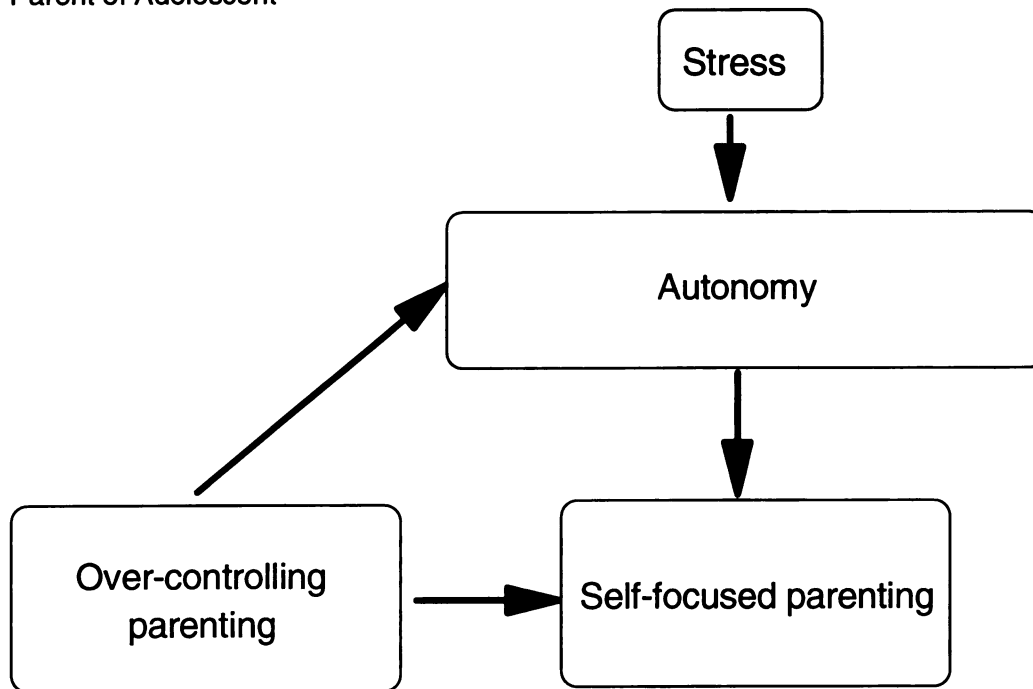 Parent of Adolescent
Stress
Autonomy
Over-controlling
parenting
Self-focused parenting